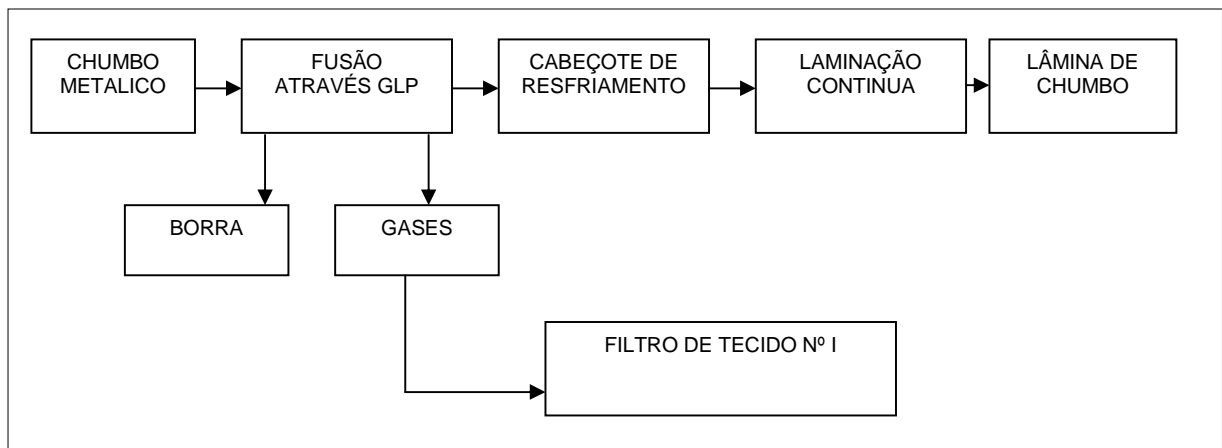 CHUMBO
METALICO
FUSÃO
ATRAVÉS GLP
CABEÇOTE DE
RESFRIAMENTO
LAMINAÇÃO
CONTINUA
LÂMINA DE
CHUMBO
BORRA
GASES
FILTRO DE TECIDO Nº I